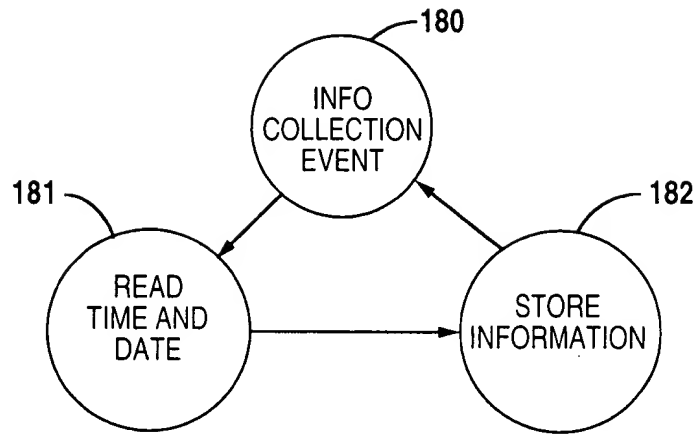 180
INFO
COLLECTION
EVENT
181
READ
TIME AND
DATE
182
STORE
INFORMATION